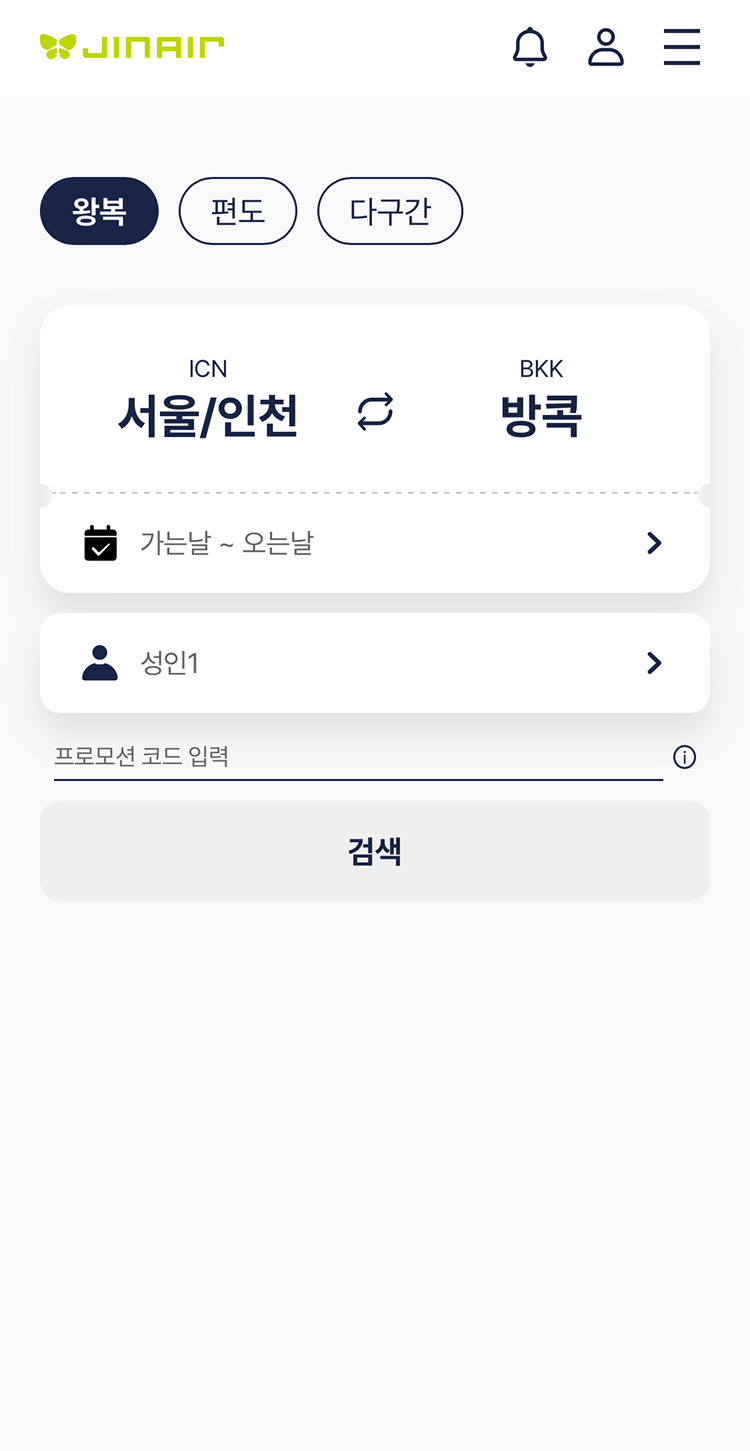 JINAIR
왕복 편도 다구간
ICN BKK
서울/인천 방콕
가는날 ~ 오는날
성인1
프로모션 코드 입력
검색